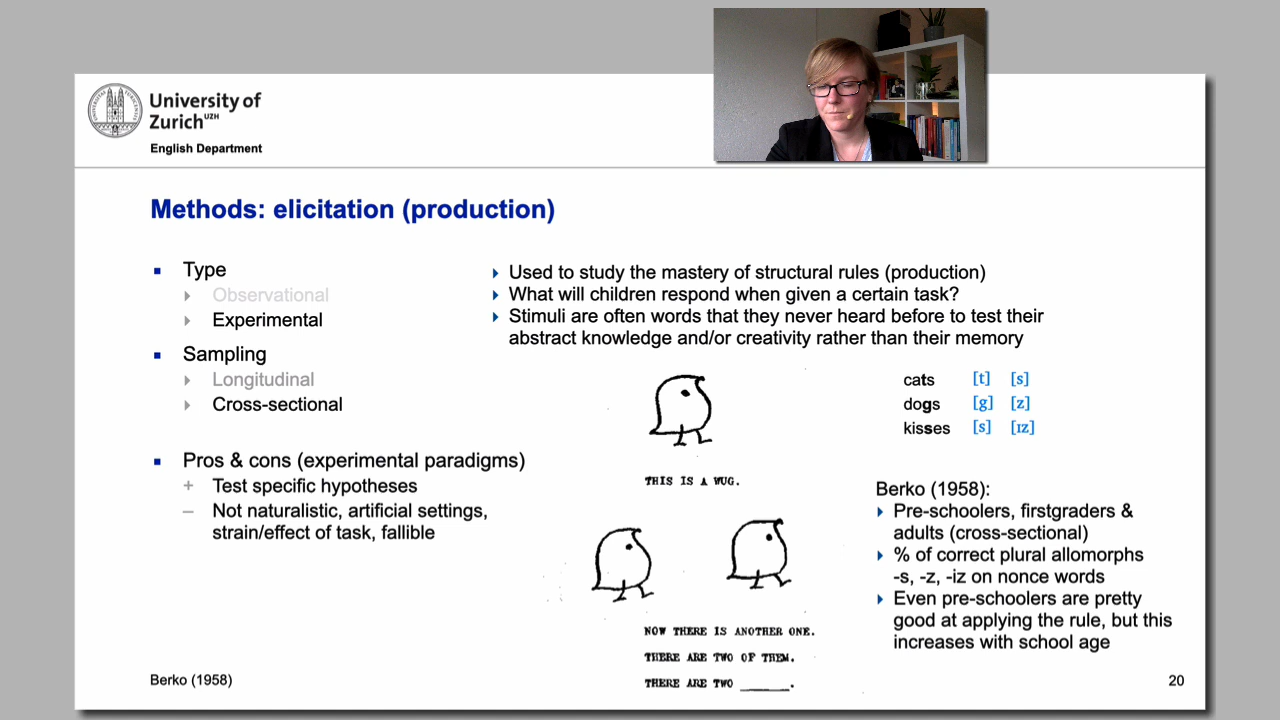 University of
Zurich UZH
English Department
Methods: elicitation (production)
Type
Observational
Experimental
Sampling
Longitudinal
Cross-sectional
Pros & cons (experimental paradigms)
+ Test specific hypotheses
– Not naturalistic, artificial settings,
strain/effect of task, fallible
Used to study the mastery of structural rules (production)
What will children respond when given a certain task?
Stimuli are often words that they never heard before to test their
abstract knowledge and/or creativity rather than their memory
THIS IS A WUG.
NOW THERE IS ANOTHER ONE.
THERE ARE TWO OF THEM.
THERE ARE TWO ______.
cats [t] [s]
dogs [g] [z]
kisses [s] [ɪz]
Berko (1958):
Pre-schoolers, firstgraders &
adults (cross-sectional)
% of correct plural allomorphs
-s, -z, -iz on nonce words
Even pre-schoolers are pretty
good at applying the rule, but this
increases with school age
Berko (1958)
20